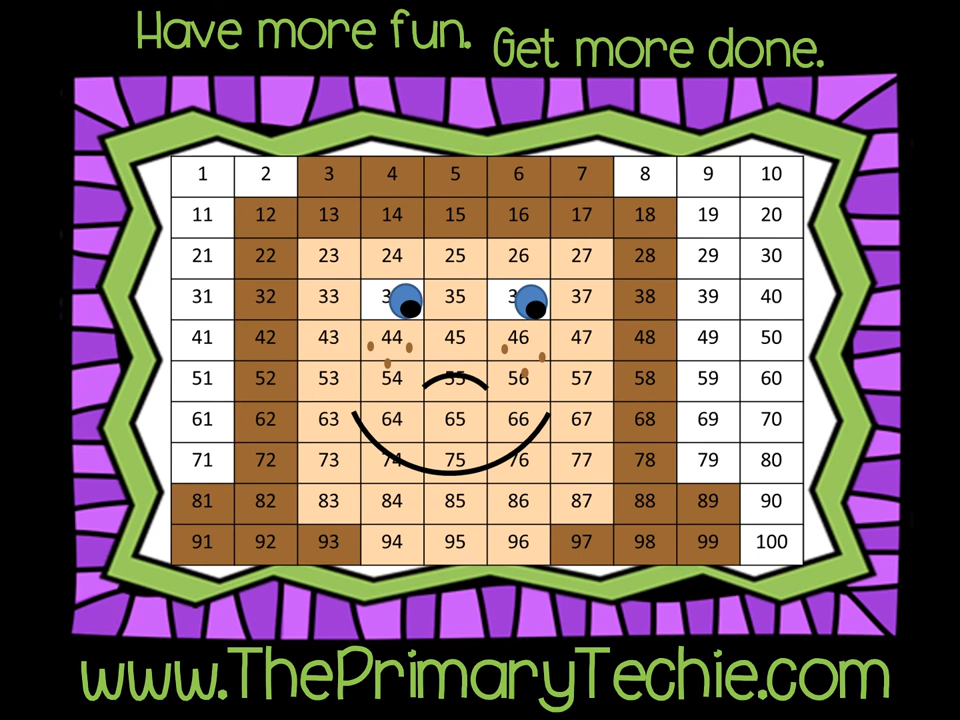 Have more fun. Get more done.
1 2 3 4 5 6 7 8 9 10
11 12 13 14 15 16 17 18 19 20
21 22 23 24 25 26 27 28 29 30
31 32 33 3 35 3 37 38 39 40
41 42 43 44 45 46 47 48 49 50
51 52 53 54 55 56 57 58 59 60
61 62 63 64 65 66 67 68 69 70
71 72 73 74 75 76 77 78 79 80
81 82 83 84 85 86 87 88 89 90
91 92 93 94 95 96 97 98 99 100
www.ThePrimaryTechie.com